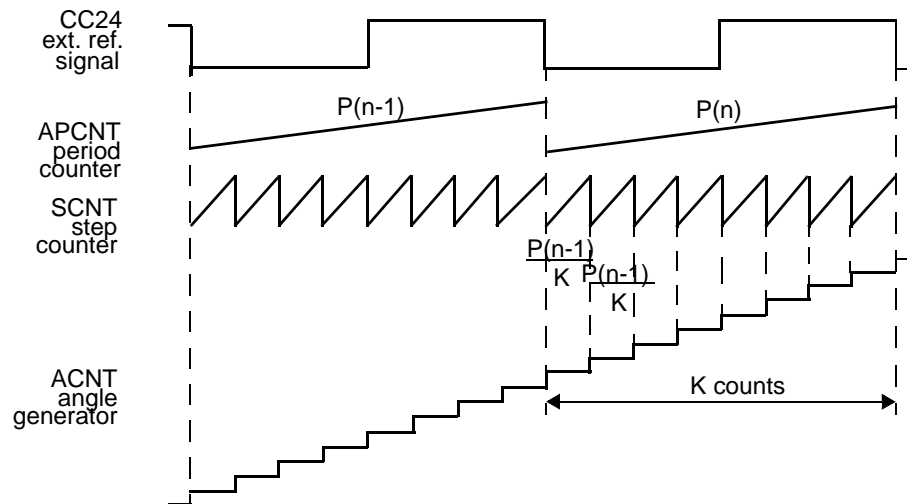 CC24
ext. ref.
signal
P(n-1)
P(n)
APCNT
period
counter
SCNT
step
counter
P(n-1)
K
P(n-1)
K
ACNT
angle
generator
K counts